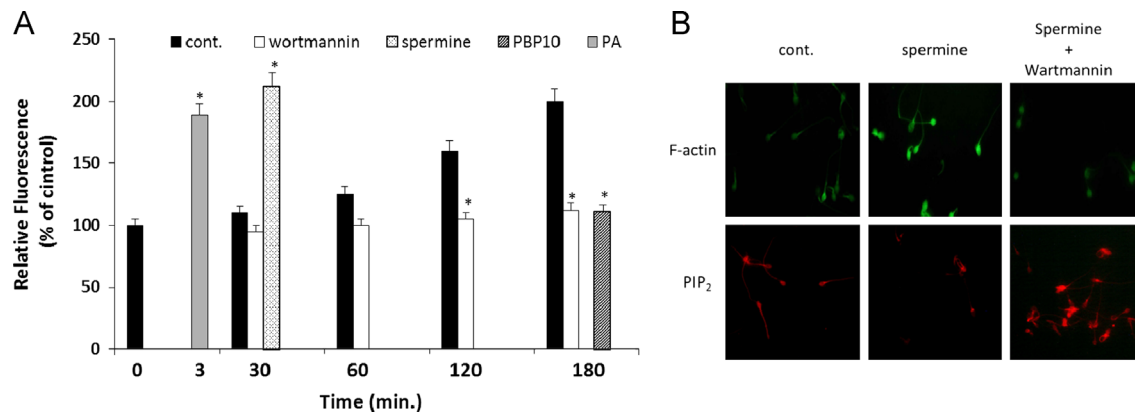 A
cont. wortmannin spermine PBP10 PA
Relative Fluorescence
(% of cintrol)
250
200
150
100
50
0
* * * * *
0 3 30 60 120 180
Time (min.)
B
cont. spermine Spermine
+
Wartmannin
F-actin
PIP2